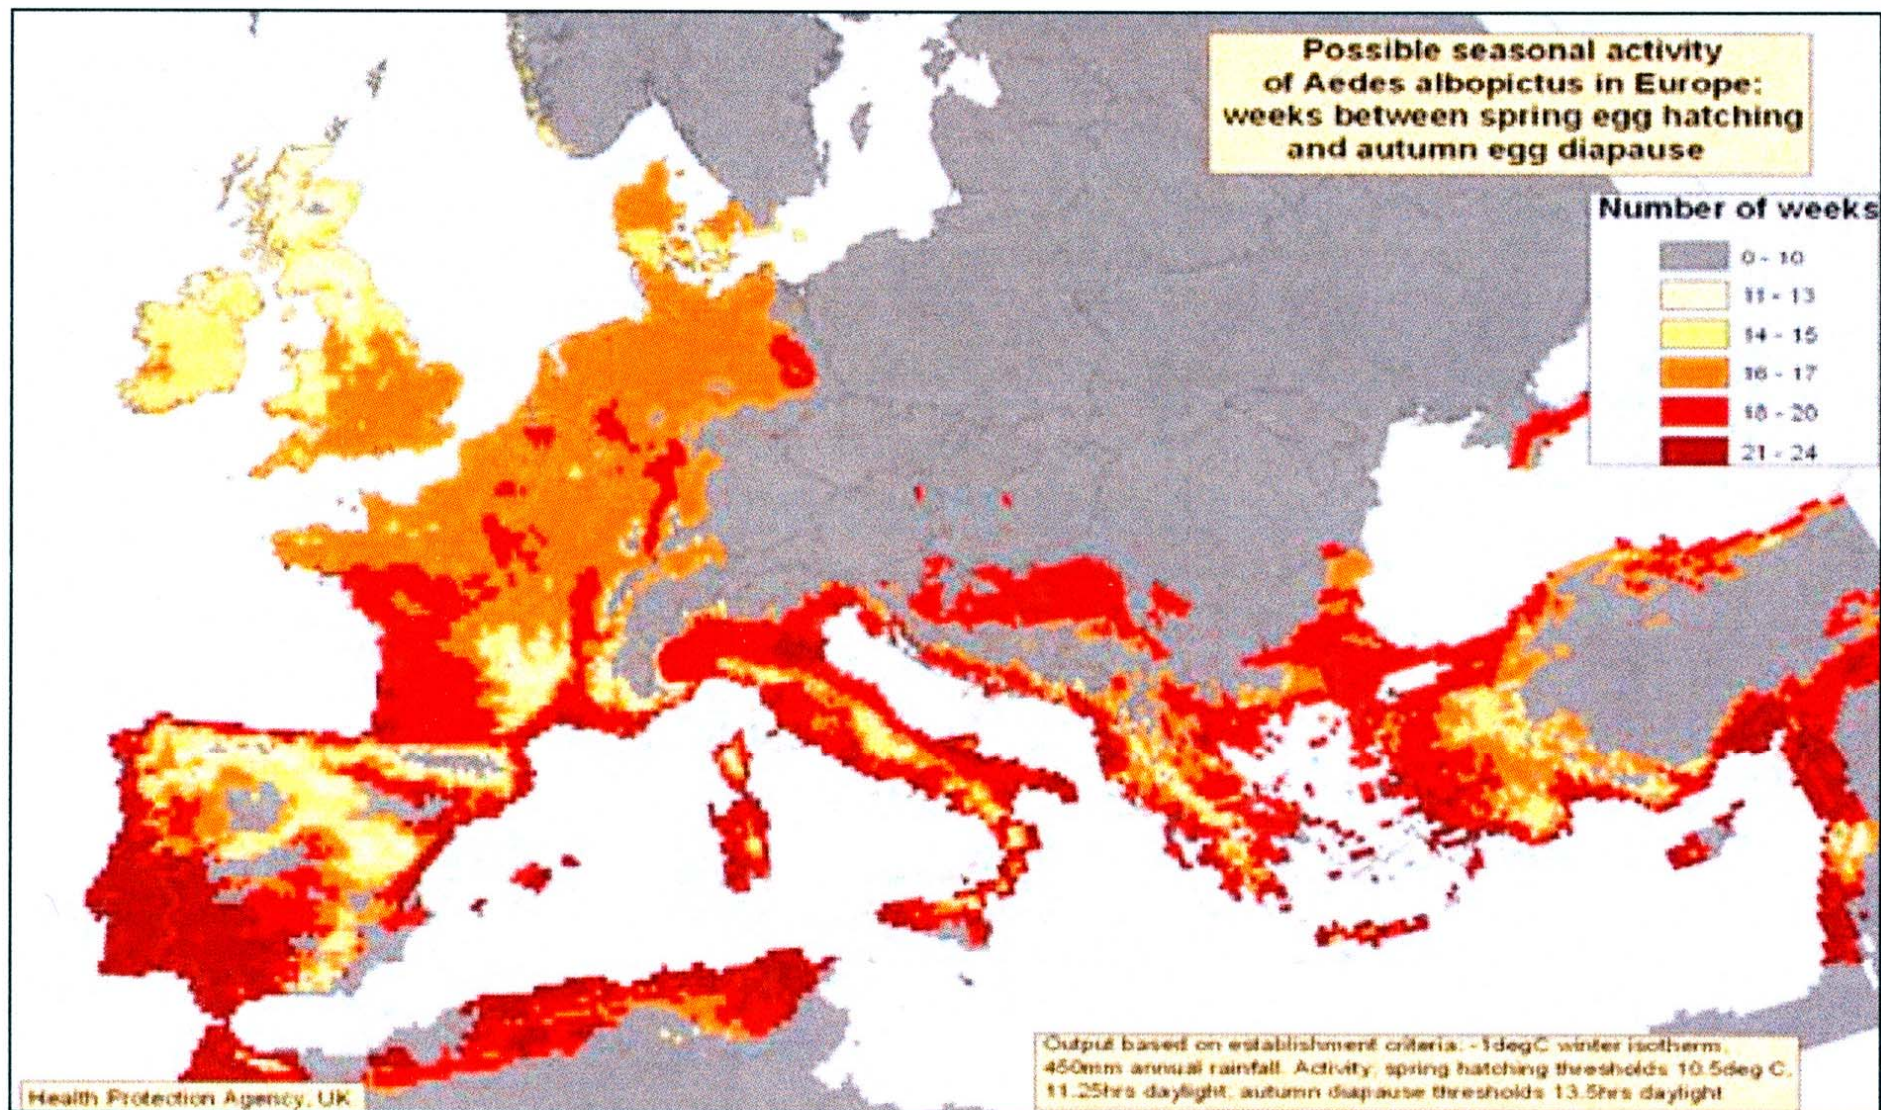 Possible seasonal activity
of Aedes albopictus in Europe:
weeks between spring egg hatching
and autumn egg diapause
Number of weeks
0 - 10
11 - 13
14 - 15
16 - 17
18 - 20
21 - 24
Output based on establishment criteria: -1degC winter isotherm,
450mm annual rainfall. Activity: spring hatching thresholds 10.5deg C,
11.25hrs daylight, autumn diapause thresholds 13.5hrs daylight
Health Protection Agency, UK